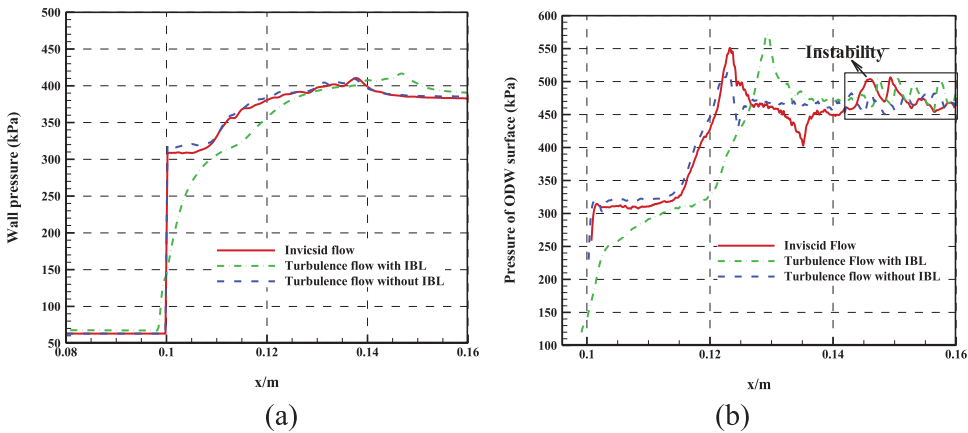 500
450
400
350
300
250
200
150
100
50
0.08
0.1
0.12
0.14
0.16
Wall pressure (kPa)
x/m
Invicsid flow
Turbulence flow with IBL
Turbulence flow without IBL
(a)
600
550
500
450
400
350
300
250
200
150
100
0.1
0.12
0.14
0.16
Pressure of ODW surface (kPa)
x/m
Instability
Inviscid Flow
Turbulence Flow with IBL
Turbulence flow without IBL
(b)